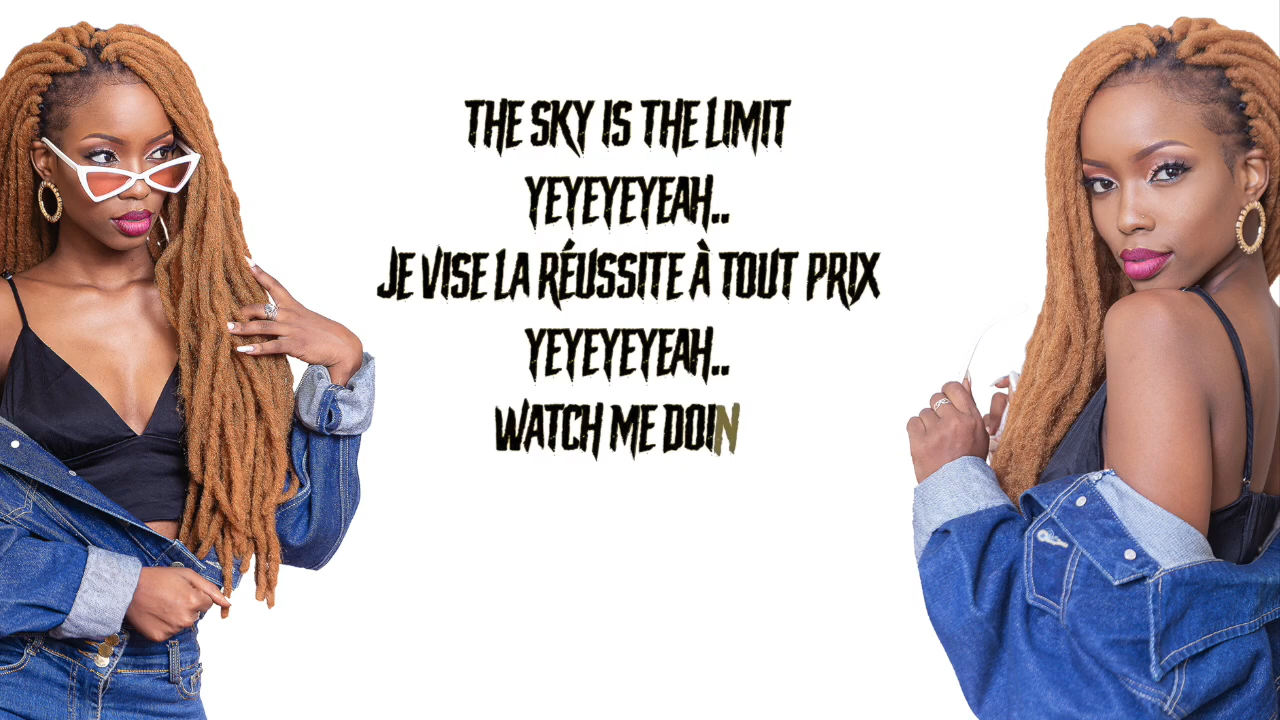 THE SKY IS THE LIMIT
YEYEYEYEAH..
JE VISE LA RÉUSSITE À TOUT PRIX
YEYEYEYEAH..
WATCH ME DOIN